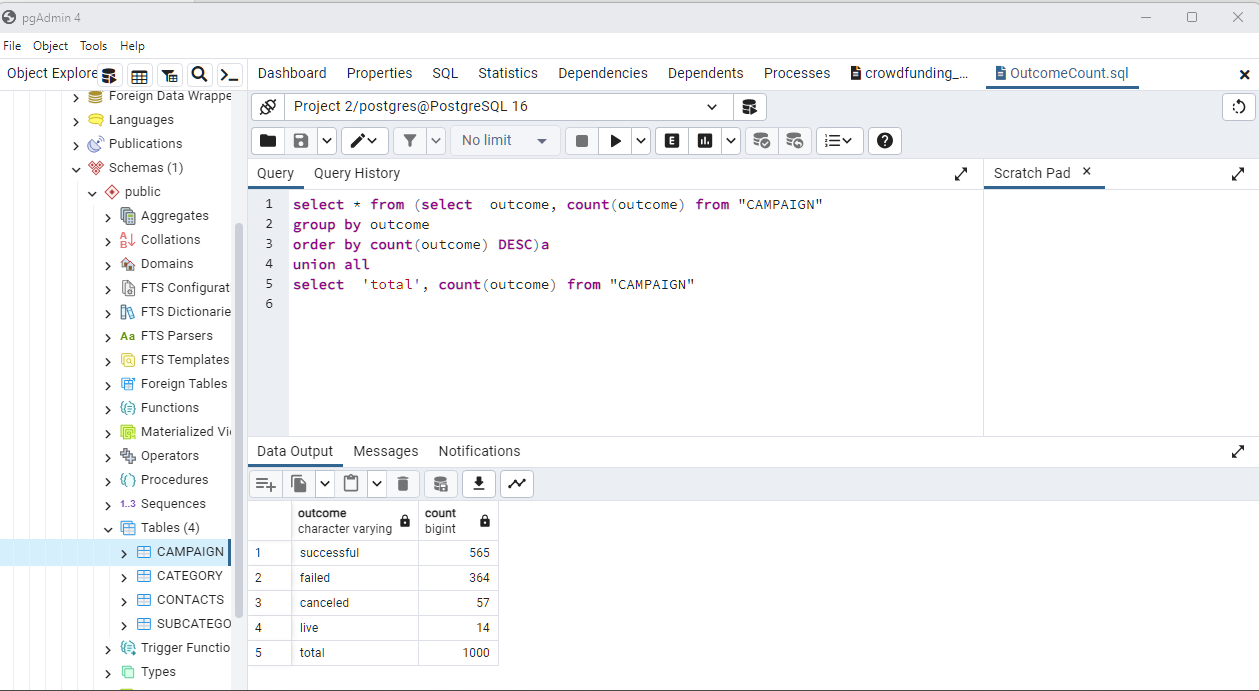 pgAdmin 4
File Object Tools Help
Object Explore
Dashboard Properties SQL Statistics Dependencies Dependents Processes crowdfunding_... OutcomeCount.sql
Foreign Data Wrappe
Languages
Publications
Schemas (1)
public
Aggregates
Collations
Domains
FTS Configurat
FTS Dictionarie
Aa FTS Parsers
FTS Templates
Foreign Tables
Functions
Materialized Vi
Operators
Procedures
1..3 Sequences
Tables (4)
CAMPAIGN
CATEGORY
CONTACTS
SUBCATEGO
Trigger Functio
Types
Project 2/postgres@PostgreSQL 16
No limit
E
Query Query History
Scratch Pad
1 select * from (select  outcome, count(outcome) from "CAMPAIGN"
2 group by outcome
3 order by count(outcome) DESC)a
4 union all
5 select  'total', count(outcome) from "CAMPAIGN"
6
Data Output Messages Notifications
outcome count
character varying bigint
1 successful 565
2 failed 364
3 canceled 57
4 live 14
5 total 1000